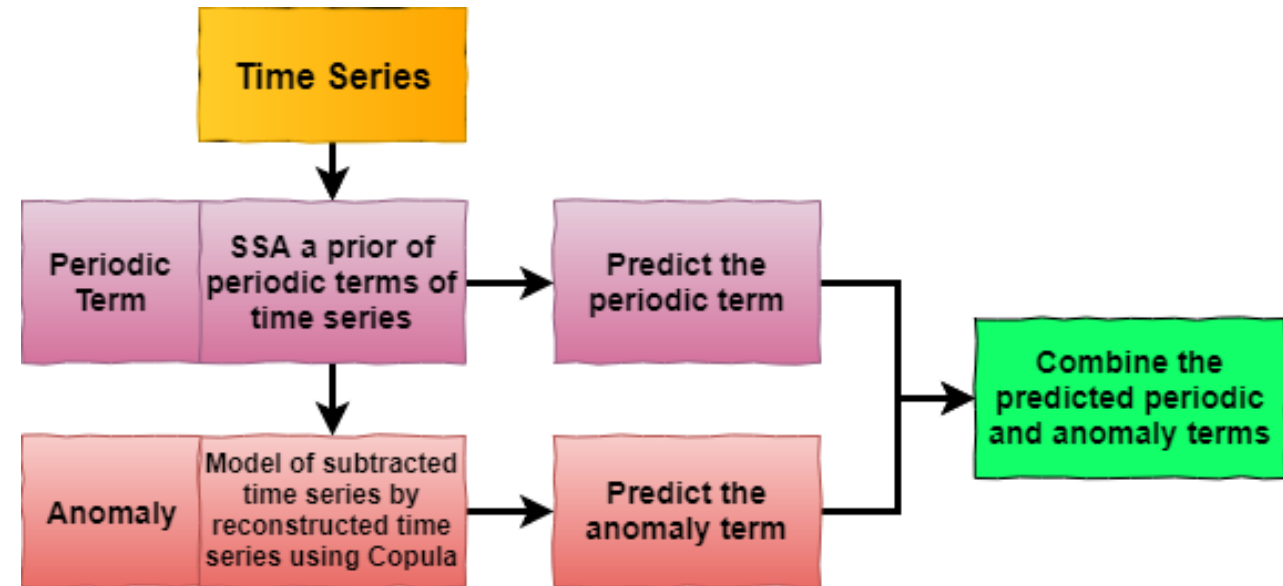 Time Series
Periodic
Term
SSA a prior of
periodic terms of
time series
Predict the
periodic term
Combine the
predicted periodic
and anomaly terms
Anomaly
Model of subtracted
time series by
reconstructed time
series using Copula
Predict the
anomaly term